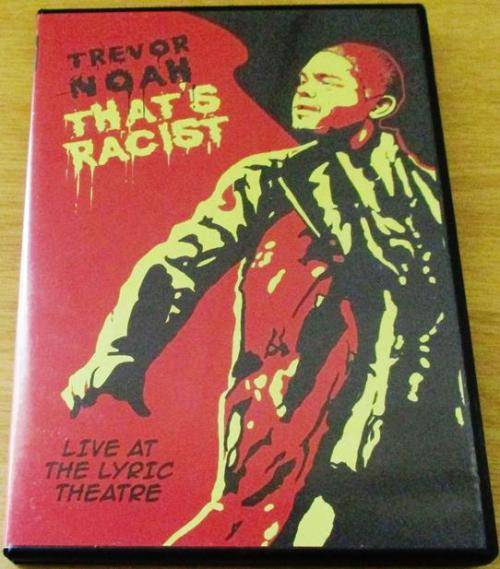 TREVOR
NOAH
THAT'S
RACIST
LIVE AT
THE LYRIC
THEATRE